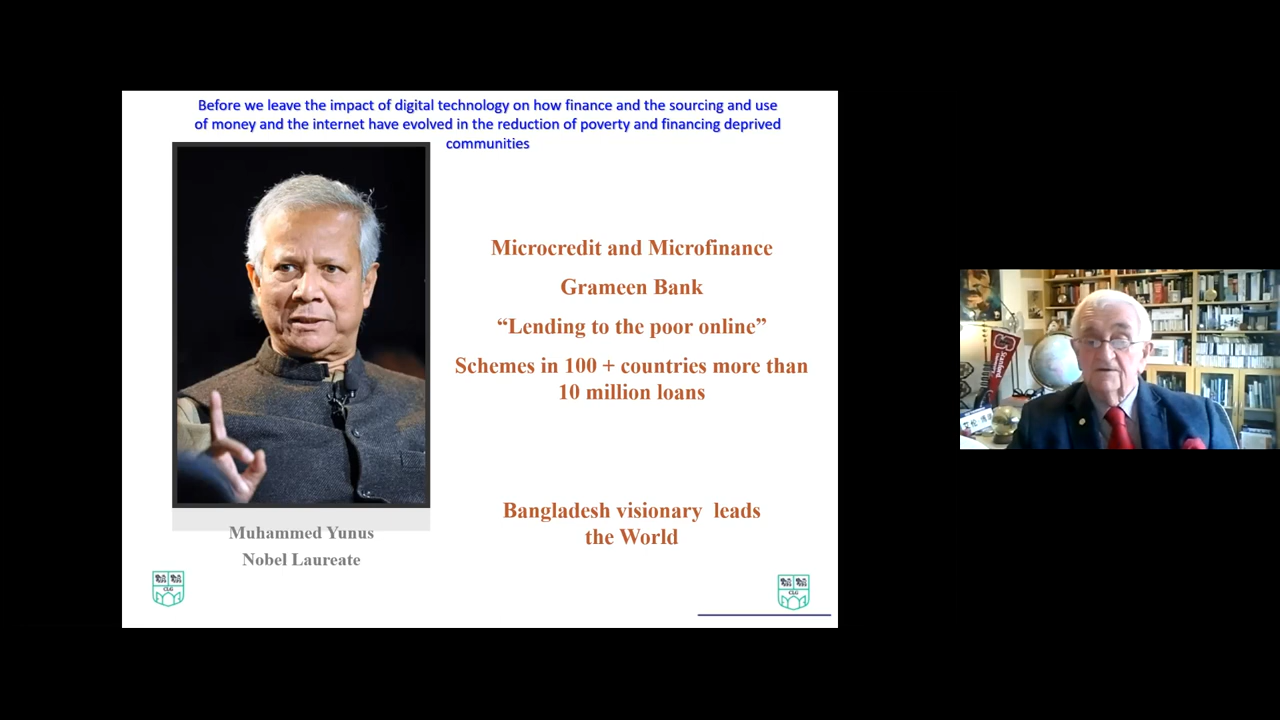 Before we leave the impact of digital technology on how finance and the sourcing and use
of money and the internet have evolved in the reduction of poverty and financing deprived
communities
Microcredit and Microfinance
Grameen Bank
“Lending to the poor online”
Schemes in 100 + countries more than
10 million loans
Bangladesh visionary  leads
the World
Muhammed Yunus
Nobel Laureate
CLG
CLG
Stanford